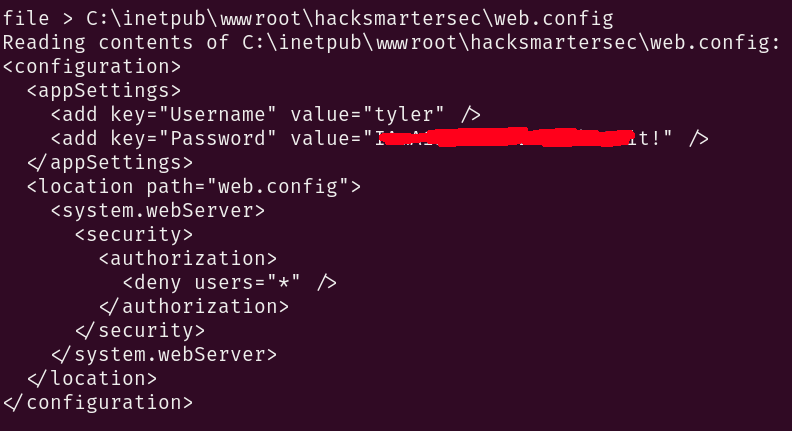 file > C:\inetpub\wwwroot\hacksmartersec\web.config
Reading contents of C:\inetpub\wwwroot\hacksmartersec\web.config:
<configuration>
  <appSettings>
    <add key="Username" value="tyler" />
    <add key="Password" value=" it!" />
  </appSettings>
  <location path="web.config">
    <system.webServer>
      <security>
        <authorization>
          <deny users="*" />
        </authorization>
      </security>
    </system.webServer>
  </location>
</configuration>